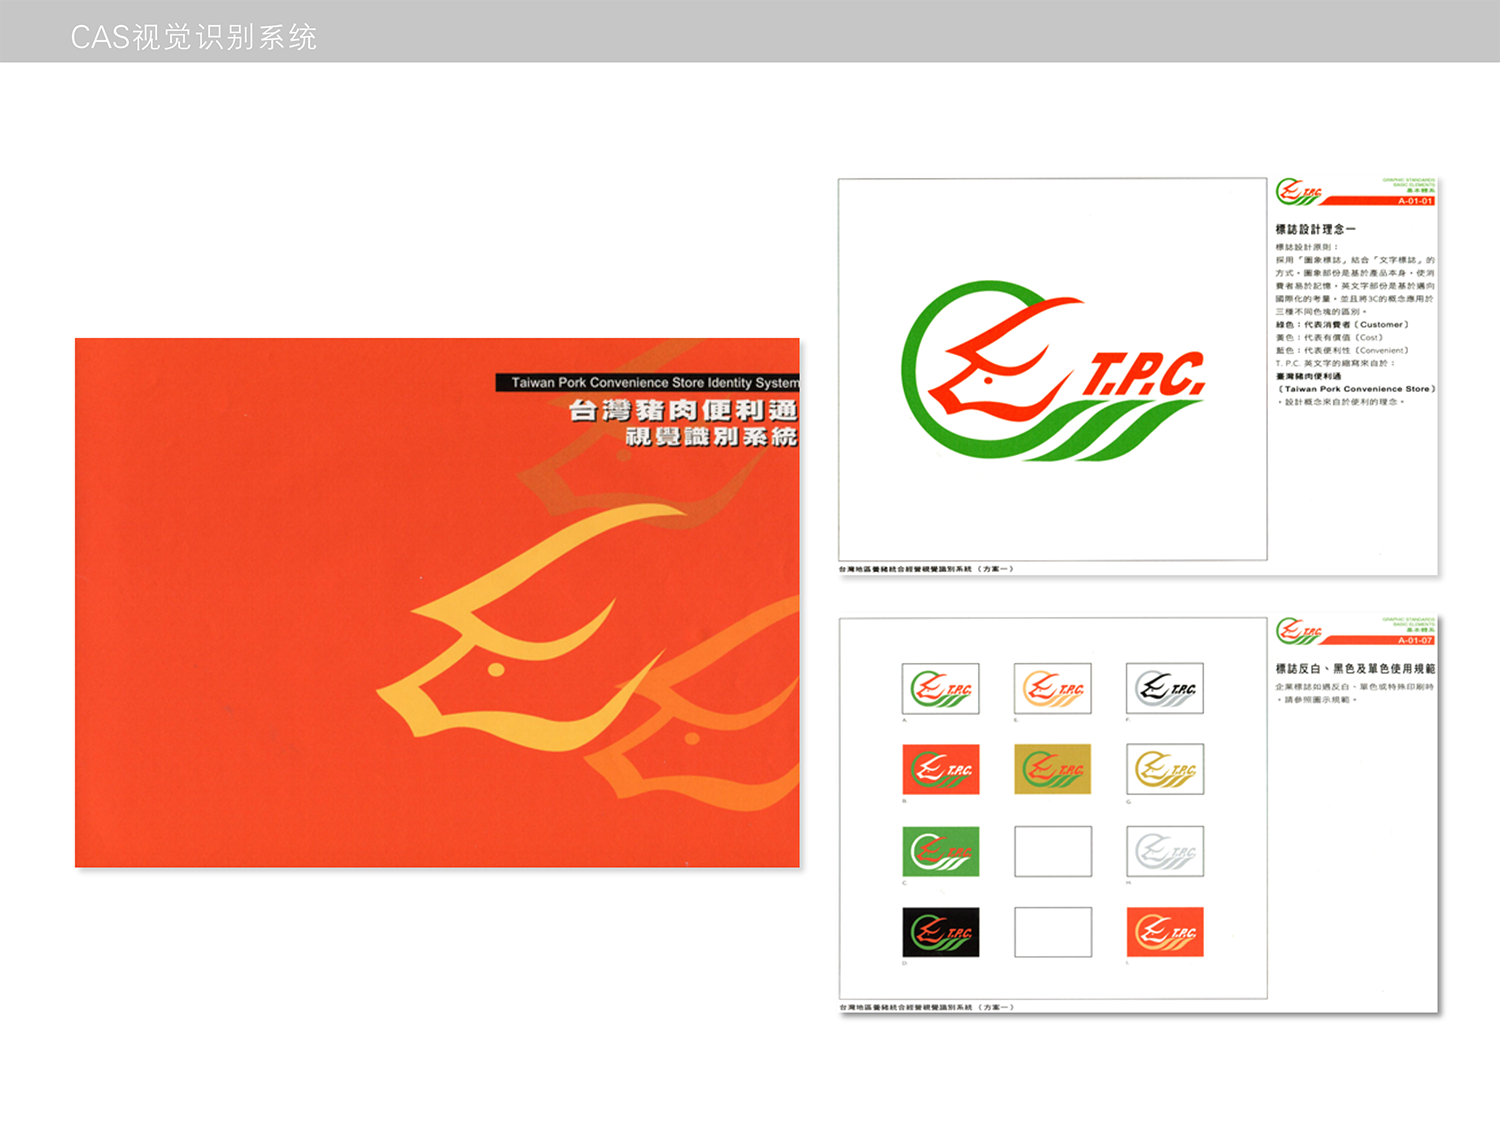 CAS视觉识别系统
Taiwan Pork Convenience Store Identity System
台灣豬肉便利通
視覺識別系統
T.P.C.
台灣地區養豬統合經營視覺識別系統（方案一）
T.P.C.
GRAPHIC STANDARDS
BASIC ELEMENTS
基本體系
A-01-01
標誌設計理念一
標誌設計原則：
採用「圖象標誌」結合「文字標誌」的
方式，圖象部份是基於產品本身，使消
費者易於記憶，英文字部份是基於邁向
國際化的考量，並且將3C的概念應用於
三種不同色塊的區別。
綠色：代表消費者（Customer）
黃色：代表有價值（Cost）
藍色：代表便利性（Convenient）
T. P. C. 英文字的縮寫來自於：
臺灣豬肉便利通
（Taiwan Pork Convenience Store）
，設計概念來自於便利的理念。
T.P.C.
T.P.C.
T.P.C.
A.
E.
F.
T.P.C.
T.P.C.
T.P.C.
B.
G.
T.P.C.
T.P.C.
C.
H.
T.P.C.
T.P.C.
D.
I.
台灣地區養豬統合經營視覺識別系統（方案一）
T.P.C.
GRAPHIC STANDARDS
BASIC ELEMENTS
基本體系
A-01-07
標誌反白、黑色及單色使用規範
企業標誌如遇反白、單色或特殊印刷時
，請參照圖示規範。